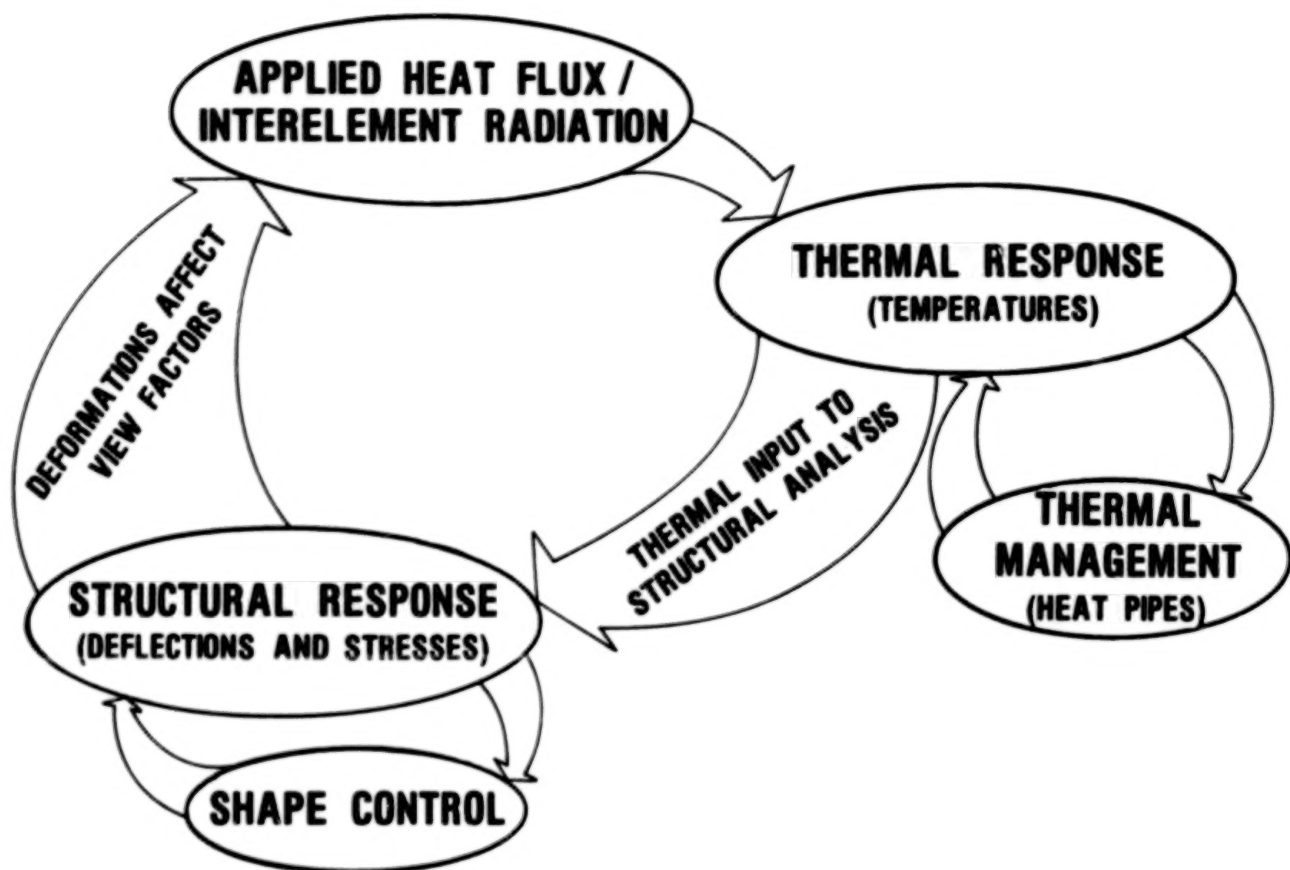 APPLIED HEAT FLUX /
INTERELEMENT RADIATION
THERMAL RESPONSE
(TEMPERATURES)
DEFORMATIONS AFFECT
VIEW FACTORS
THERMAL INPUT TO
STRUCTURAL ANALYSIS
THERMAL
MANAGEMENT
(HEAT PIPES)
STRUCTURAL RESPONSE
(DEFLECTIONS AND STRESSES)
SHAPE CONTROL